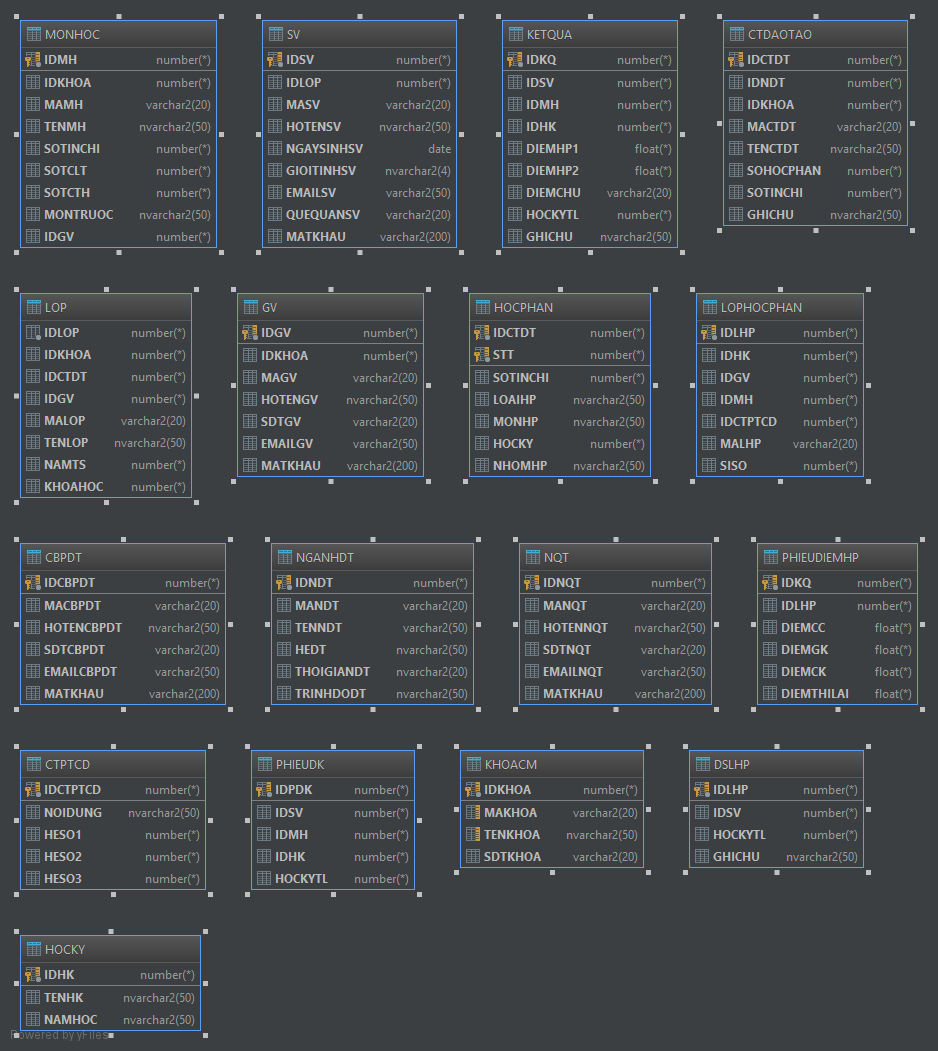 MONHOC
IDMH number(*)
IDKHOA number(*)
MAMH varchar2(20)
TENMH nvarchar2(50)
SOTINCHI number(*)
SOTCLT number(*)
SOTCTH number(*)
MONTRUOC nvarchar2(50)
IDGV number(*)
SV
IDSV number(*)
IDLOP number(*)
MASV varchar2(20)
HOTENSV nvarchar2(50)
NGAYSINHSV date
GIOITINHSV nvarchar2(4)
EMAILSV varchar2(50)
QUEQUANSV varchar2(20)
MATKHAU varchar2(200)
KETQUA
IDKQ number(*)
IDSV number(*)
IDMH number(*)
IDHK number(*)
DIEMHP1 float(*)
DIEMHP2 float(*)
DIEMCHU varchar2(20)
HOCKYTL number(*)
GHICHU nvarchar2(50)
CTDAOTAO
IDCTDT number(*)
IDNDT number(*)
IDKHOA number(*)
MACTDT varchar2(20)
TENCTDT nvarchar2(50)
SOHOCPHAN number(*)
SOTINCHI number(*)
GHICHU nvarchar2(50)
LOP
IDLOP number(*)
IDKHOA number(*)
IDCTDT number(*)
IDGV number(*)
MALOP varchar2(20)
TENLOP nvarchar2(50)
NAMTS number(*)
KHOAHOC number(*)
GV
IDGV number(*)
IDKHOA number(*)
MAGV varchar2(20)
HOTENGV nvarchar2(50)
SDTGV varchar2(20)
EMAILGV varchar2(50)
MATKHAU varchar2(200)
HOCPHAN
IDCTDT number(*)
STT number(*)
SOTINCHI number(*)
LOAIHP nvarchar2(50)
MONHP nvarchar2(50)
HOCKY number(*)
NHOMHP nvarchar2(50)
LOPHOCPHAN
IDLHP number(*)
IDHK number(*)
IDGV number(*)
IDMH number(*)
IDCTPTCD number(*)
MALHP varchar2(20)
SISO number(*)
CBPDT
IDCBPDT number(*)
MACBPDT varchar2(20)
HOTENCBPDT nvarchar2(50)
SDTCBPDT varchar2(20)
EMAILCBPDT varchar2(50)
MATKHAU varchar2(200)
NGANHDT
IDNDT number(*)
MANDT varchar2(20)
TENNDT nvarchar2(50)
HEDT nvarchar2(50)
THOIGIANDT nvarchar2(20)
TRINHDODT nvarchar2(50)
NQT
IDNQT number(*)
MANQT varchar2(20)
HOTENNQT nvarchar2(50)
SDTNQT varchar2(20)
EMAILNQT varchar2(50)
MATKHAU varchar2(200)
PHIEUDIEMHP
IDKQ number(*)
IDLHP number(*)
DIEMCC float(*)
DIEMGK float(*)
DIEMCK float(*)
DIEMTHILAI float(*)
CTPTCD
IDCTPTCD number(*)
NOIDUNG nvarchar2(50)
HESO1 number(*)
HESO2 number(*)
HESO3 number(*)
PHIEUDK
IDPDK number(*)
IDSV number(*)
IDMH number(*)
IDHK number(*)
HOCKYTL number(*)
KHOACM
IDKHOA number(*)
MAKHOA varchar2(20)
TENKHOA nvarchar2(50)
SDTKHOA varchar2(20)
DSLHP
IDLHP number(*)
IDSV number(*)
HOCKYTL number(*)
GHICHU nvarchar2(50)
HOCKY
IDHK number(*)
TENHK nvarchar2(50)
NAMHOC nvarchar2(50)
Powered by yFiles